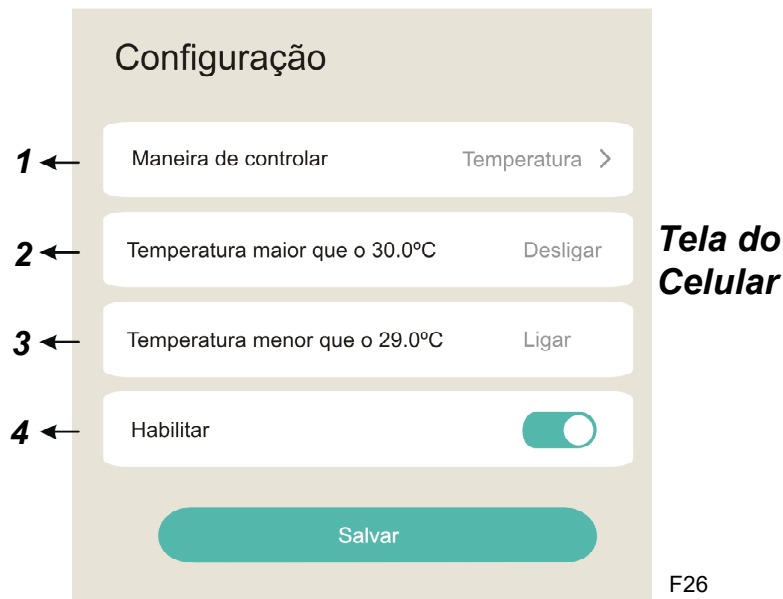 Configuração
1
Maneira de controlar Temperatura
2
Temperatura maior que o 30.0ºC Desligar
Tela do
Celular
3
Temperatura menor que o 29.0ºC Ligar
4
Habilitar
Salvar
F26